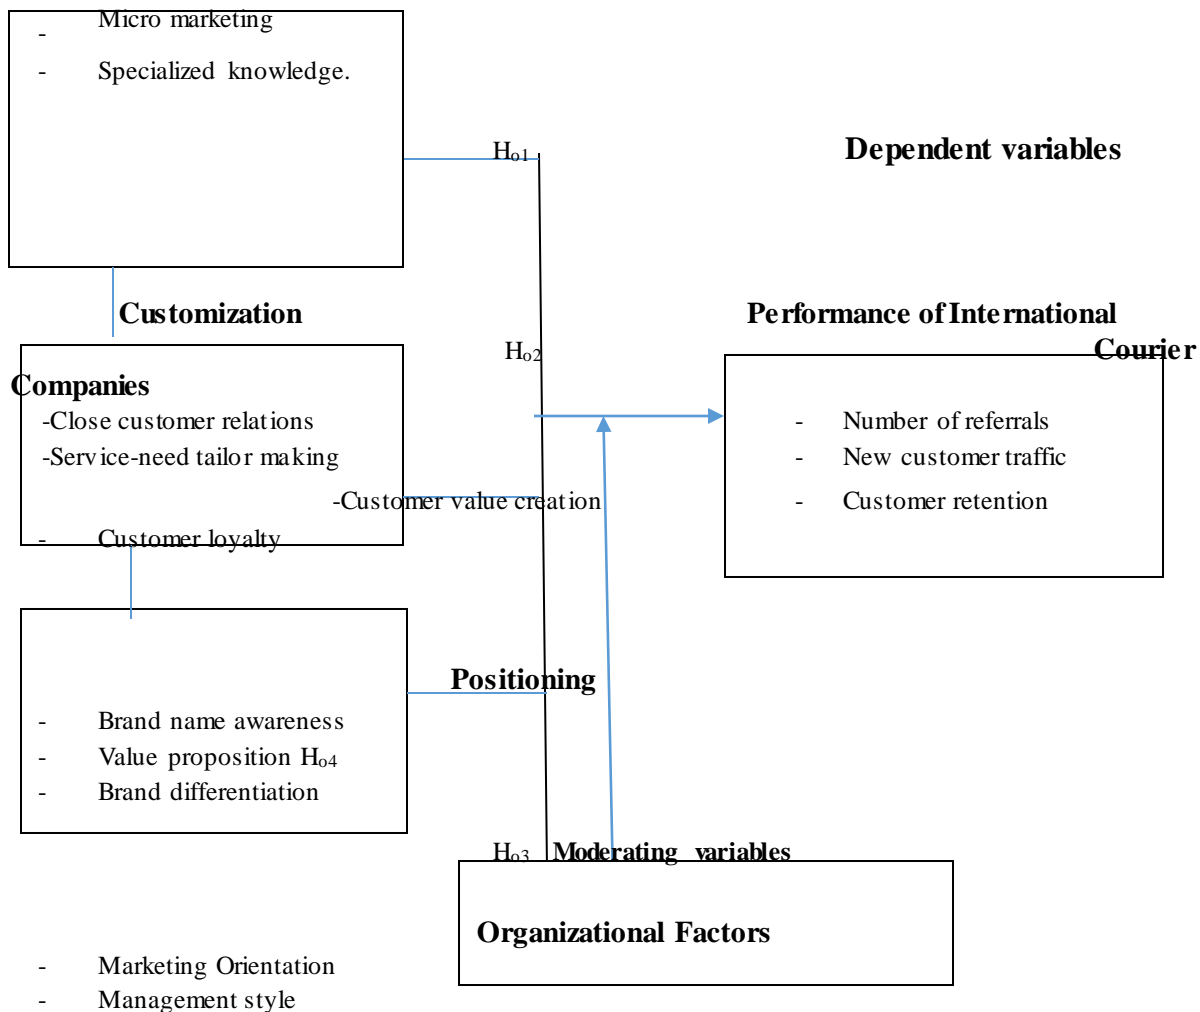 - Micro marketing
- Specialized knowledge.
Ho1
Dependent variables
Customization
Performance of International
Ho2
Courier
Companies
-Close customer relations
- Number of referrals
-Service-need tailor making
- New customer traffic
-Customer value creation
- Customer retention
- Customer loyalty
Positioning
- Brand name awareness
- Value proposition Ho4
- Brand differentiation
Ho3 Moderating variables
Organizational Factors
- Marketing Orientation
- Management style